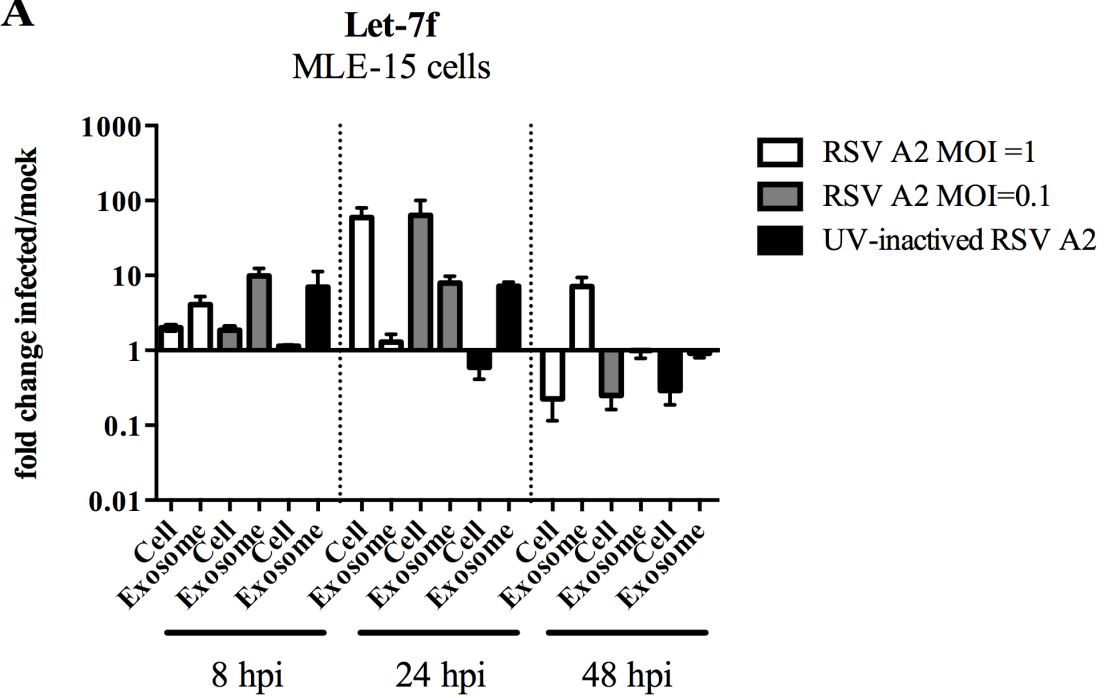 A
Let-7f
MLE-15 cells
fold change infected/mock
1000
100
10
1
0.1
0.01
RSV A2 MOI =1
RSV A2 MOI=0.1
UV-inactived RSV A2
Cell
Exosome
Cell
Exosome
Cell
Exosome
Cell
Exosome
Cell
Exosome
Cell
Exosome
Cell
Exosome
Cell
Exosome
Cell
Exosome
8 hpi
24 hpi
48 hpi